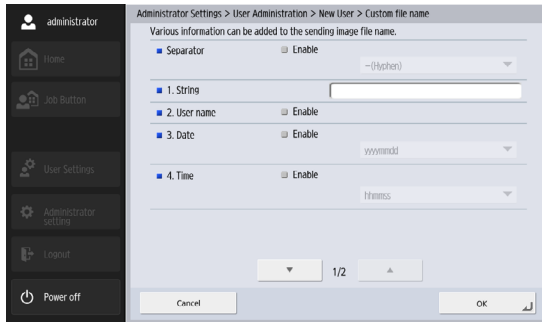 administrator
Home
Job Button
User Settings
Administrator
setting
Logout
Power off
Administrator Settings > User Administration > New User > Custom file name
Various information can be added to the sending image file name.
Separator Enable
-(Hyphen)
1. String
2. User name Enable
3. Date Enable
yyyymmdd
4. Time Enable
hhmmss
1/2
Cancel OK